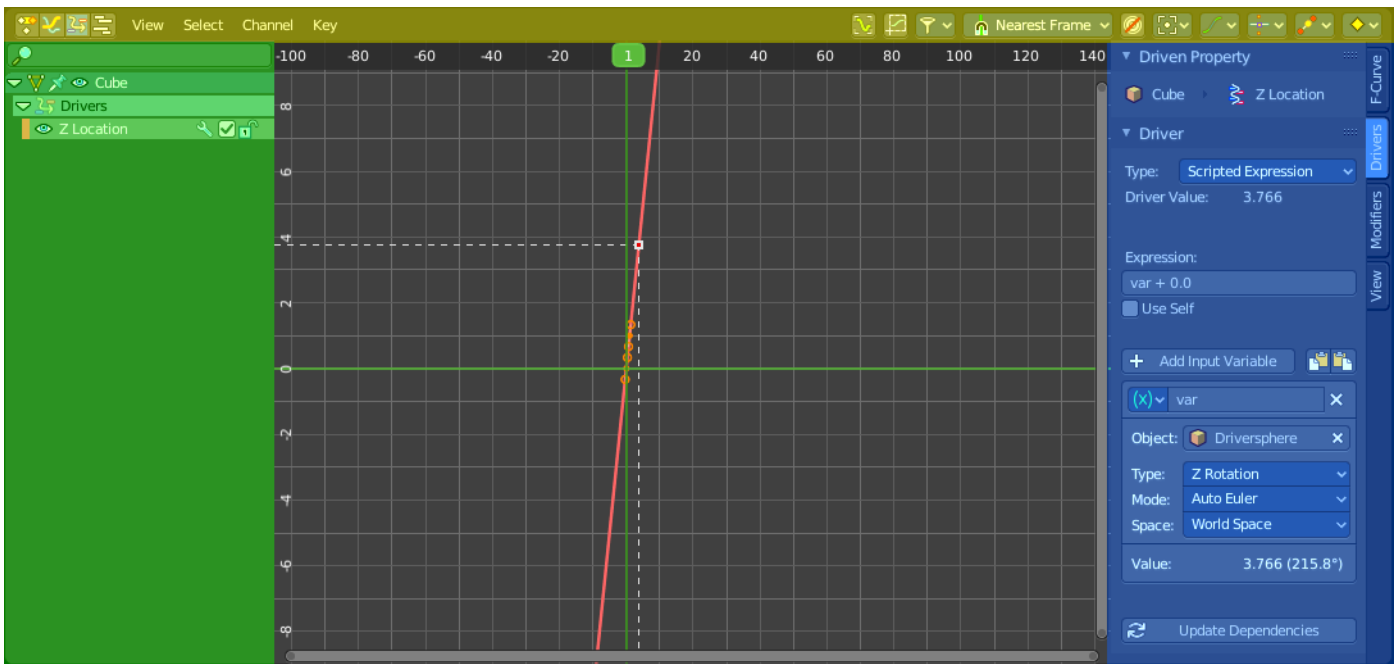 View Select Channel Key Nearest Frame
-100 -80 -60 -40 -20 1 20 40 60 80 100 120 140
Cube
Drivers
Z Location
8
6
4
2
0
-2
-4
-6
-8
Driven Property
Cube Z Location
Driver
Type: Scripted Expression
Driver Value: 3.766
Expression:
var + 0.0
Use Self
Add Input Variable
(x) var
Object: Driversphere
Type: Z Rotation
Mode: Auto Euler
Space: World Space
Value: 3.766 (215.8°)
Update Dependencies
F-Curve
Drivers
Modifiers
View